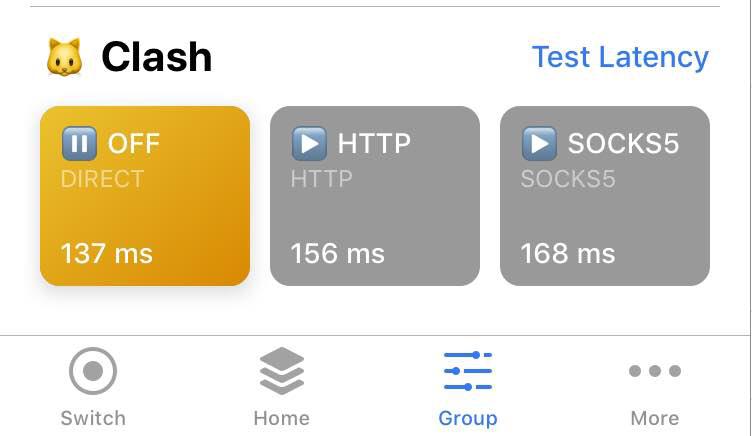 Clash
Test Latency
OFF
DIRECT
137 ms
HTTP
HTTP
156 ms
SOCKS5
SOCKS5
168 ms
Switch
Home
Group
More